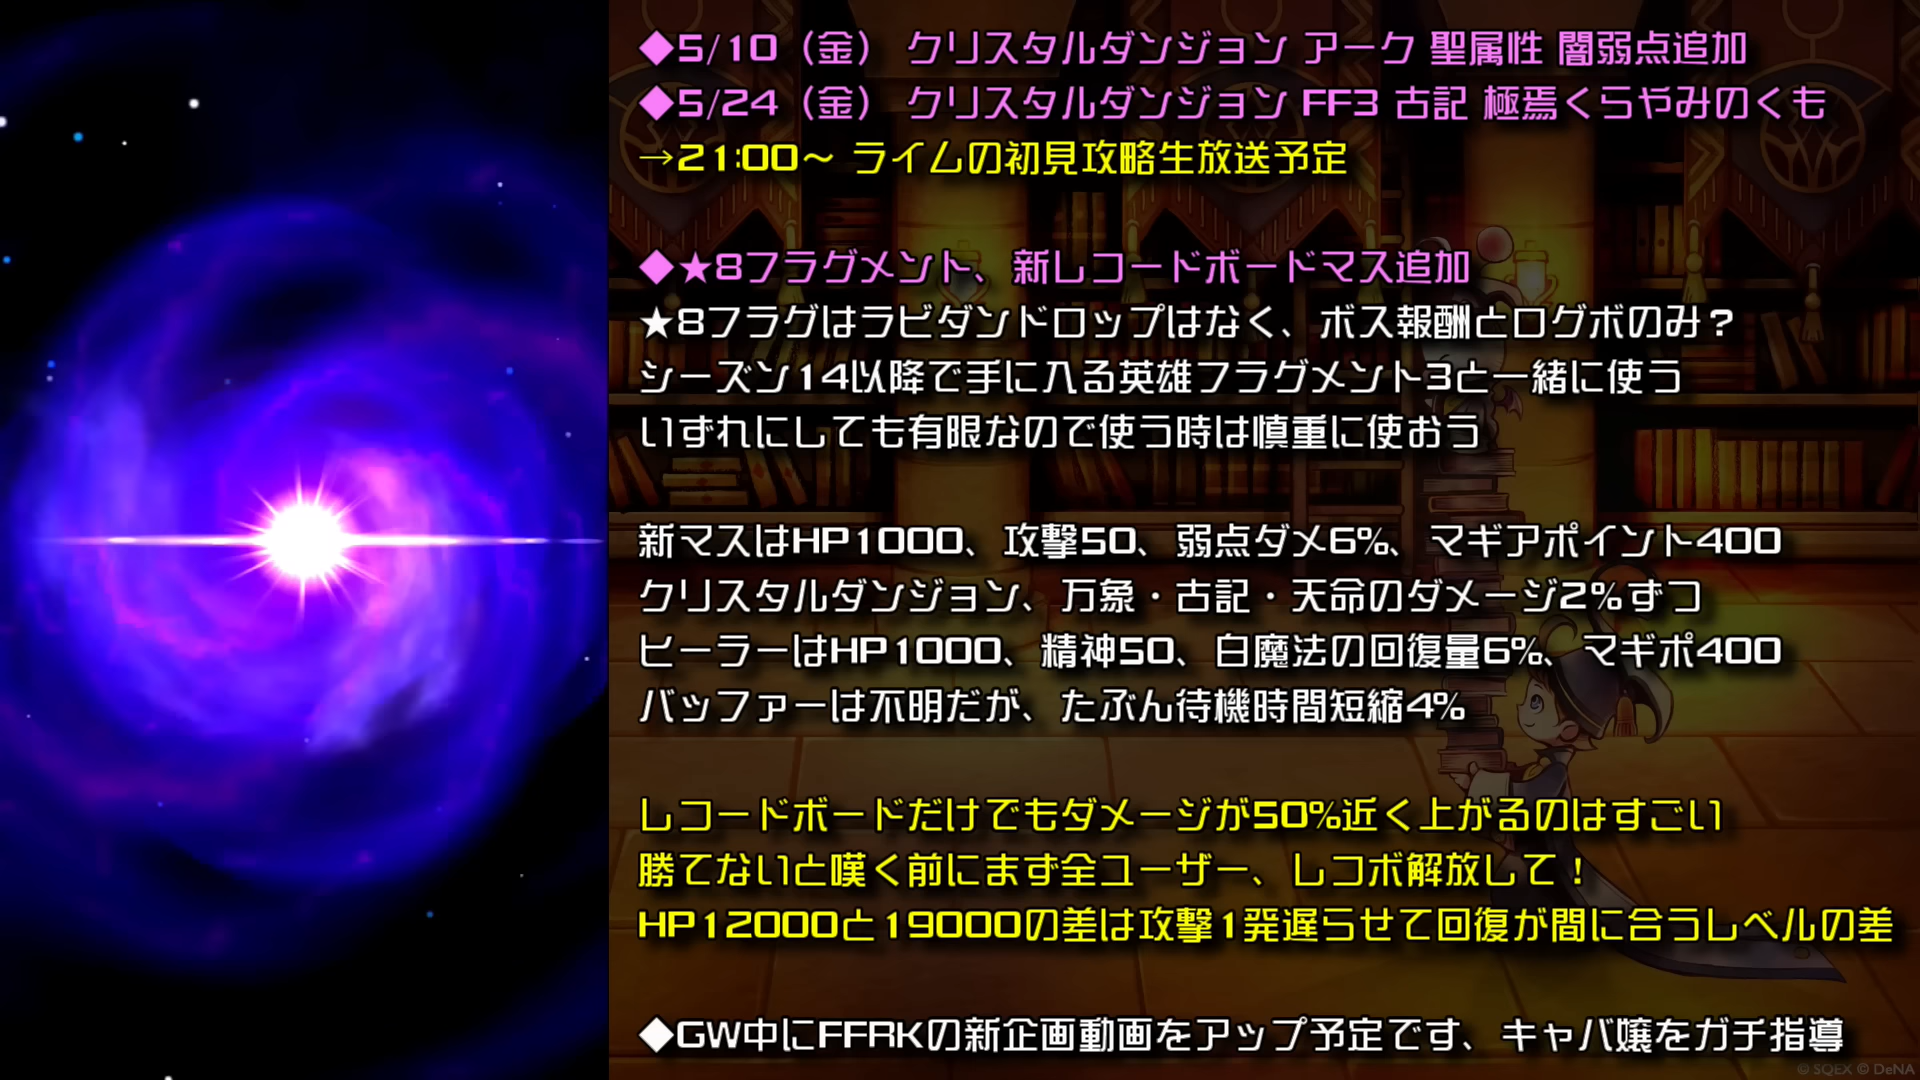 ◆5/10（金） クリスタルダンジョン アーク 聖属性 闇弱点追加
◆5/24（金） クリスタルダンジョン FF3 古記 極焉くらやみのくも
→21:00～ ライムの初見攻略生放送予定
◆★8フラグメント、新レコードボードマス追加
★8フラグはラビダンドロップはなく、ボス報酬とログボのみ？
シーズン14以降で手に入る英雄フラグメント3と一緒に使う
いずれにしても有限なので使う時は慎重に使おう
新マスはHP1000、攻撃50、弱点ダメ6%、マギアポイント400
クリスタルダンジョン、万象・古記・天命のダメージ2%ずつ
ヒーラーはHP1000、精神50、白魔法の回復量6%、マギポ400
バッファーは不明だが、たぶん待機時間短縮4%
レコードボードだけでもダメージが50%近く上がるのはすごい
勝てないと嘆く前にまず全ユーザー、レコボ解放して！
HP12000と19000の差は攻撃1発遅らせて回復が間に合うレベルの差
◆GW中にFFRKの新企画動画をアップ予定です、キャバ嬢をガチ指導
© SQEX © DeNA